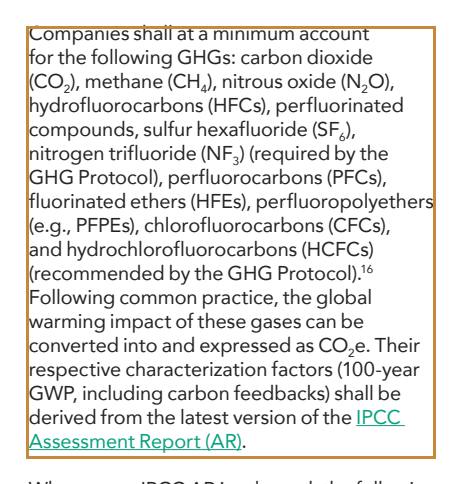 Companies shall at a minimum account
for the following GHGs: carbon dioxide
(CO₂), methane (CH₄), nitrous oxide (N₂O),
hydrofluorocarbons (HFCs), perfluorinated
compounds, sulfur hexafluoride (SF₆),
nitrogen trifluoride (NF₃) (required by the
GHG Protocol), perfluorocarbons (PFCs),
fluorinated ethers (HFEs), perfluoropolyethers
(e.g., PFPEs), chlorofluorocarbons (CFCs),
and hydrochlorofluorocarbons (HCFCs)
(recommended by the GHG Protocol).¹⁶
Following common practice, the global
warming impact of these gases can be
converted into and expressed as CO₂e. Their
respective characterization factors (100-year
GWP, including carbon feedbacks) shall be
derived from the latest version of the IPCC
Assessment Report (AR).